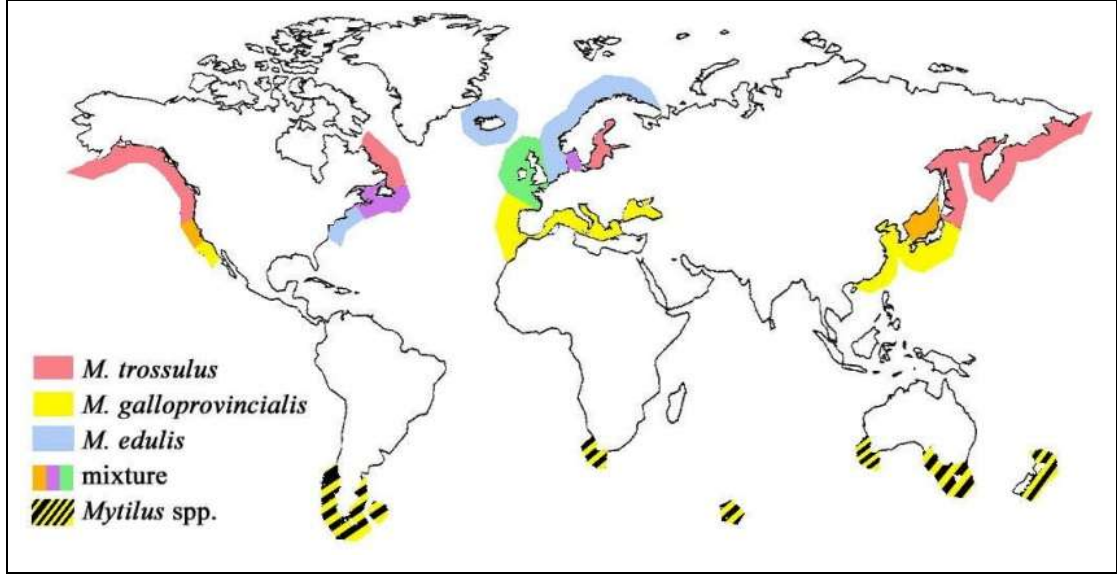 M. trossulus
M. galloprovincialis
M. edulis
mixture
Mytilus spp.